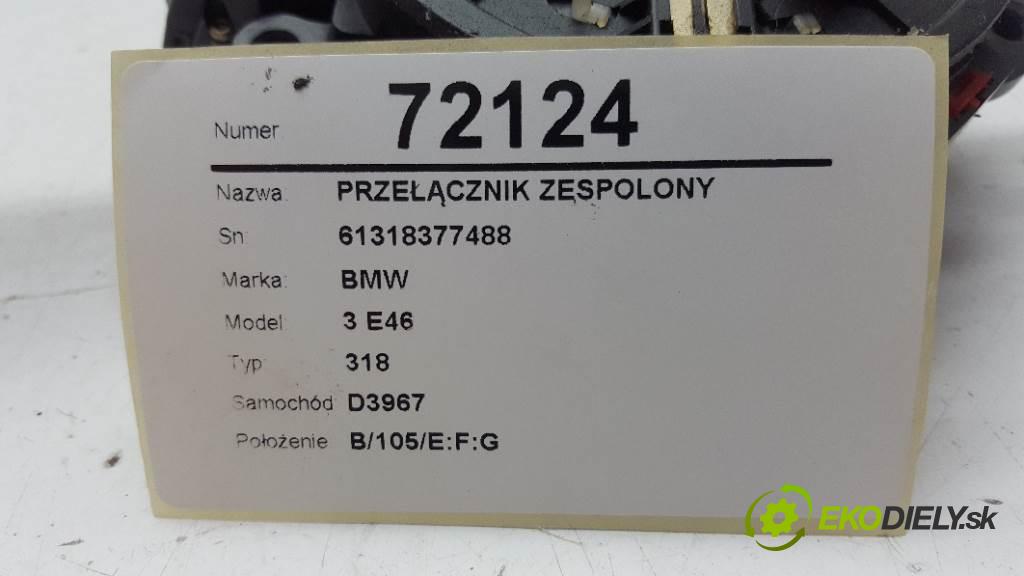 Numer: 72124
Nazwa: PRZEŁĄCZNIK ZESPOLONY
Sn: 61318377488
Marka: BMW
Model: 3 E46
Typ: 318
Samochód D3967
Położenie B/105/E:F:G
EKODIELY.sk